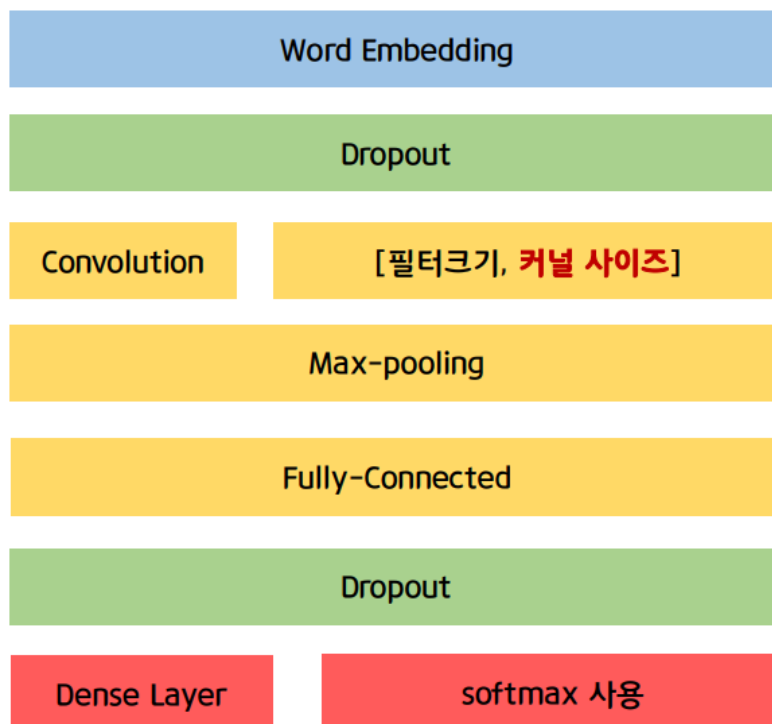 Word Embedding
Dropout
Convolution
[필터크기, 커널 사이즈]
Max-pooling
Fully-Connected
Dropout
Dense Layer
softmax 사용